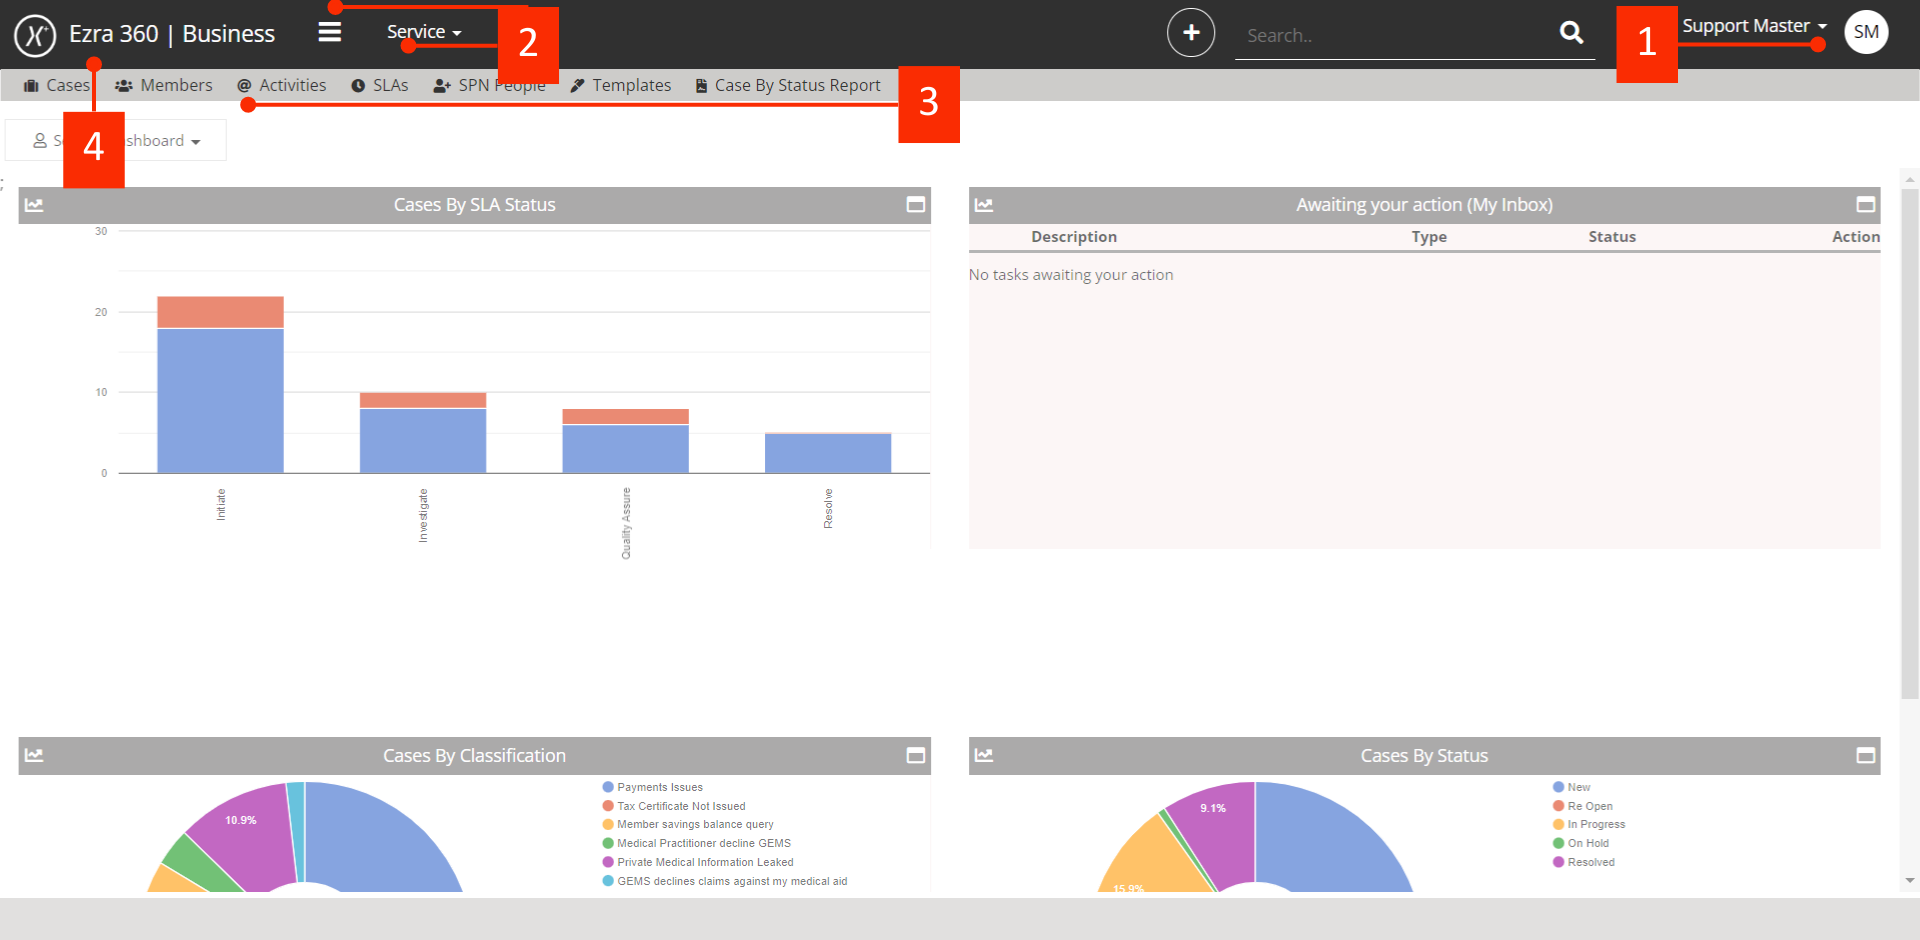 Ezra 360 | Business
Service
2
Search..
1
Support Master
SM
Cases
Members
Activities
SLAs
SPN People
Templates
Case By Status Report
3
4
shboard
;
Cases By SLA Status
30
20
10
0
Initiate
Investigate
Quality Assure
Resolve
Awaiting your action (My Inbox)
Description Type Status Action
No tasks awaiting your action
Cases By Classification
10.9%
Payments Issues
Tax Certificate Not Issued
Member savings balance query
Medical Practitioner decline GEMS
Private Medical Information Leaked
GEMS declines claims against my medical aid
Cases By Status
9.1%
15.9%
New
Re Open
In Progress
On Hold
Resolved